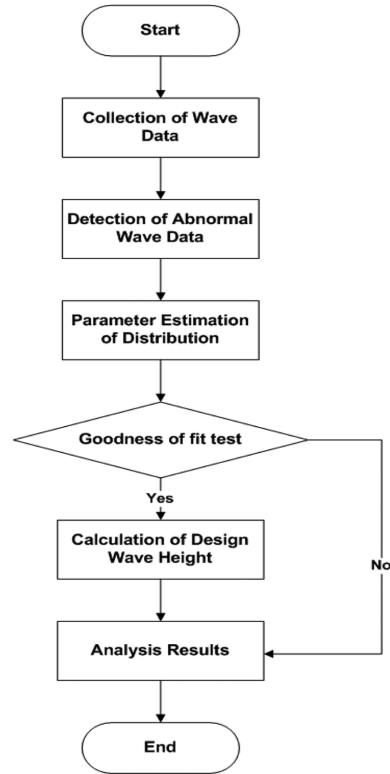 Start
Collection of Wave
Data
Detection of Abnormal
Wave Data
Parameter Estimation
of Distribution
Goodness of fit test
Yes
Calculation of Design
Wave Height
No
Analysis Results
End